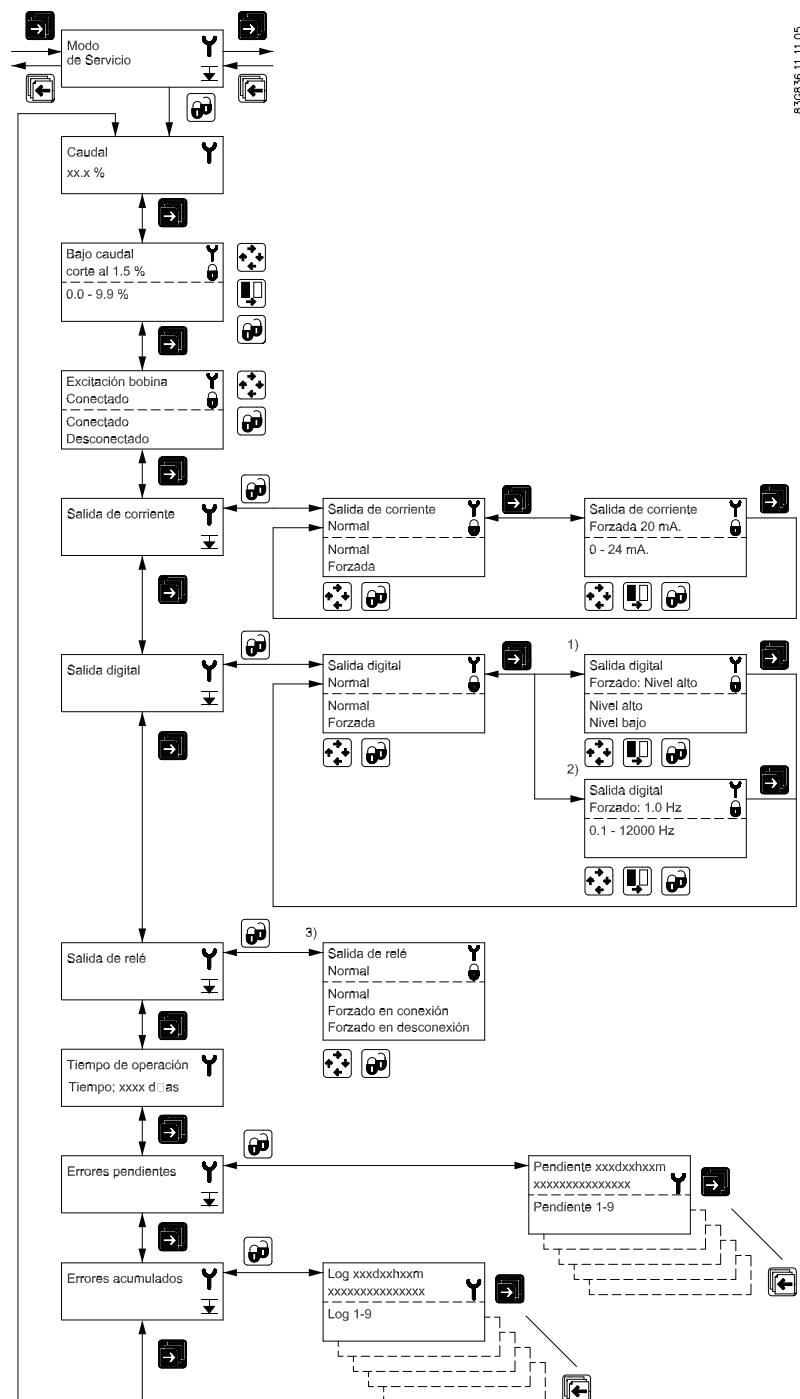 83G836.11.11.05
Modo
de Servicio
Caudal
xx.x %
Bajo caudal
corte al 1.5 %
0.0 - 9.9 %
Excitación bobina
Conectado
Conectado
Desconectado
Salida de corriente
Salida de corriente
Normal
Normal
Forzada
Salida de corriente
Forzada 20 mA.
0 - 24 mA.
Salida digital
Salida digital
Normal
Normal
Forzada
1)
Salida digital
Forzado: Nivel alto
Nivel alto
Nivel bajo
2)
Salida digital
Forzado: 1.0 Hz
0.1 - 12000 Hz
Salida de relé
3)
Salida de relé
Normal
Normal
Forzado en conexión
Forzado en desconexión
Tiempo de operación
Tiempo; xxxx d□as
Errores pendientes
Pendiente xxxdxxhxxm
xxxxxxxxxxxxxxx
Pendiente 1-9
Errores acumulados
Log xxxdxxhxxm
xxxxxxxxxxxxxxx
Log 1-9